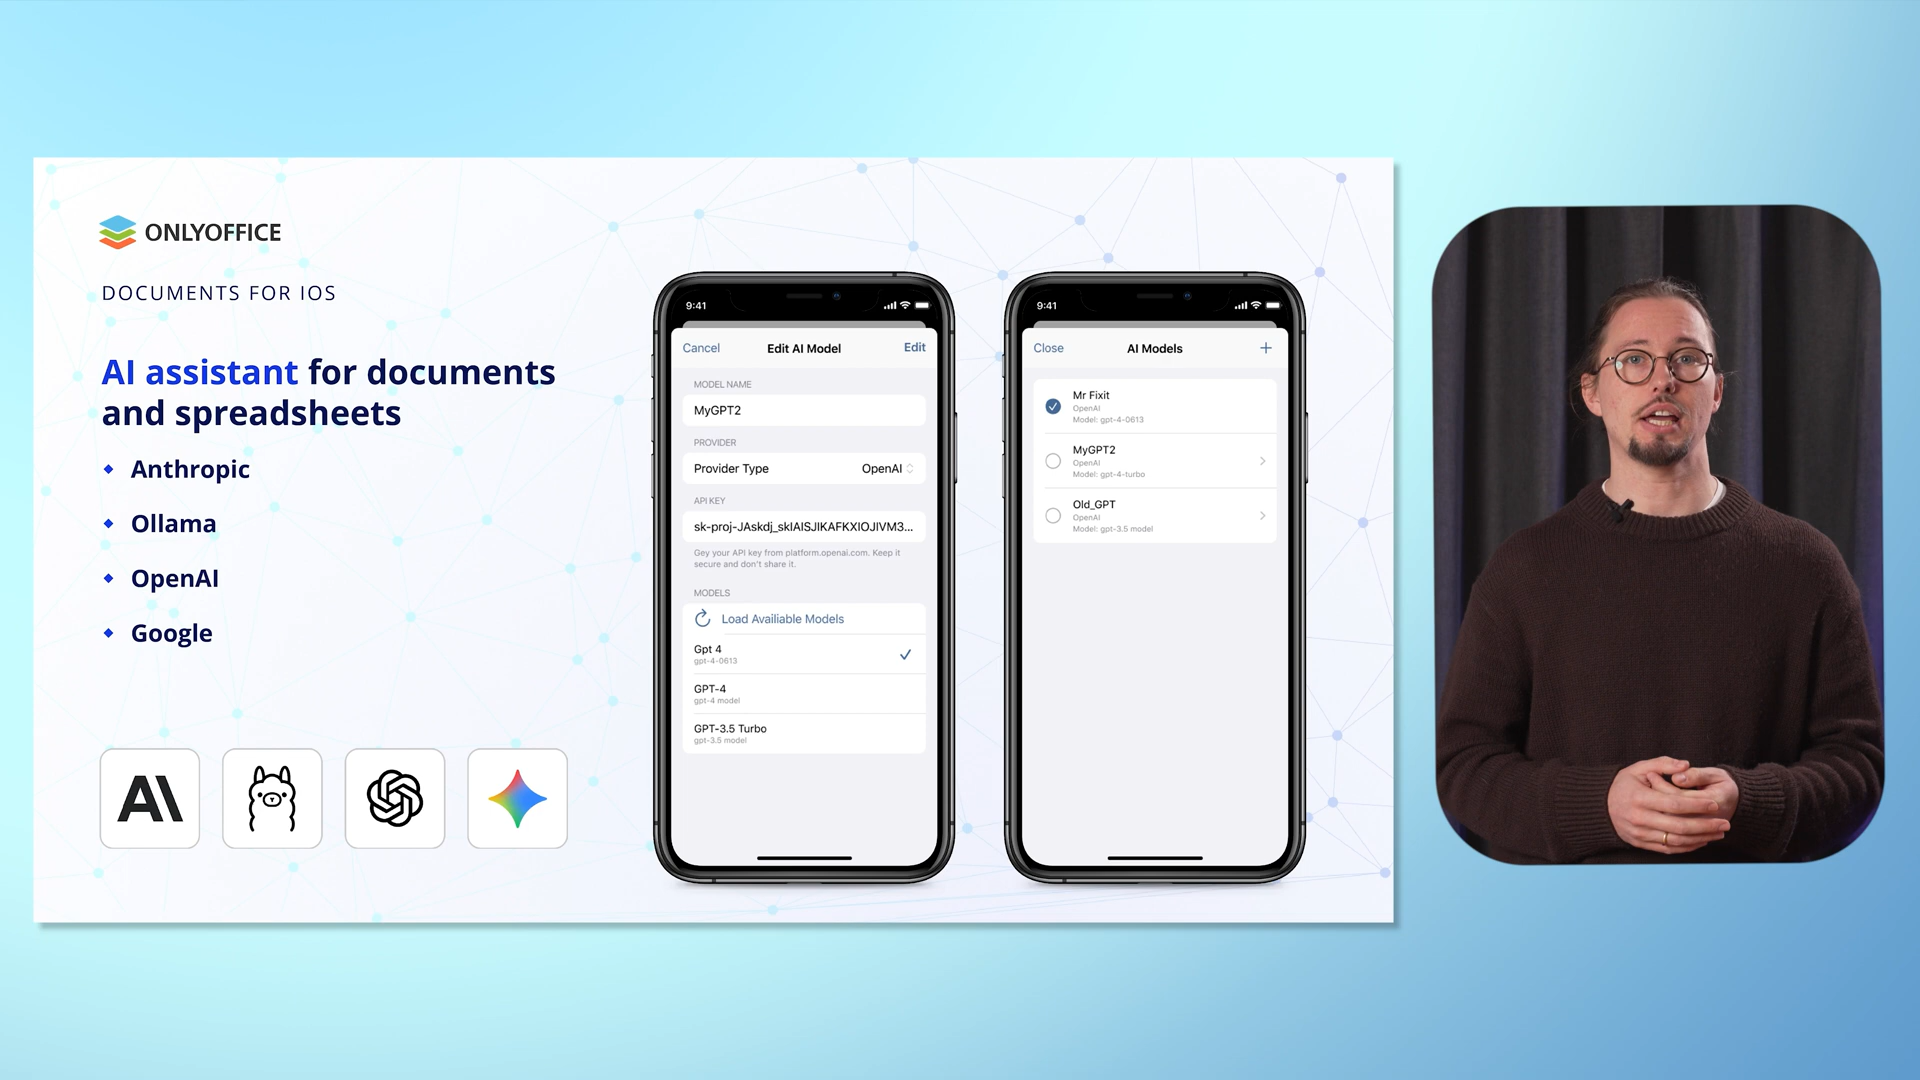 ONLYOFFICE
DOCUMENTS FOR IOS
AI assistant for documents
and spreadsheets
Anthropic
Ollama
OpenAI
Google
9:41
Cancel
Edit AI Model
Edit
MODEL NAME
MyGPT2
PROVIDER
Provider Type
OpenAI
API KEY
sk-proj-JAskdj_skIAISJIKAFKXIOJIVM3...
Gey your API key from platform.openai.com. Keep it
secure and don't share it.
MODELS
Load Availiable Models
Gpt 4
gpt-4-0613
GPT-4
gpt-4 model
GPT-3.5 Turbo
gpt-3.5 model
9:41
Close
AI Models
+
Mr Fixit
OpenAI
Model: gpt-4-0613
MyGPT2
OpenAI
Model: gpt-4-turbo
Old_GPT
OpenAI
Model: gpt-3.5 model